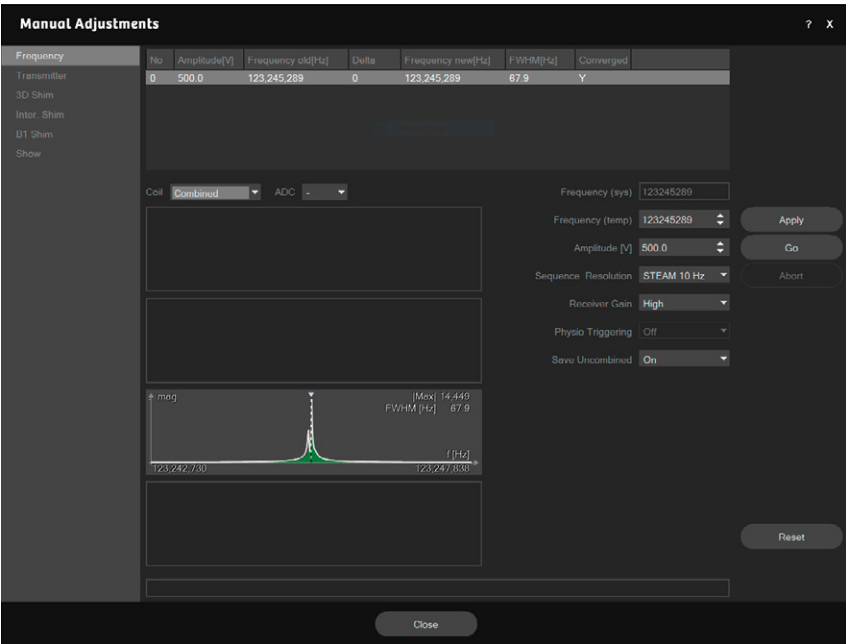 Manual Adjustments ? X
Frequency
Transmitter
3D Shim
Inter. Shim
B1 Shim
Show
No Amplitude[V] Frequency old[Hz] Delta Frequency new[Hz] FWHM[Hz] Converged
0 500.0 123,245,289 0 123,245,289 67.9 Y
Coil Combined ADC -
Frequency (sys) 123245289
Frequency (temp) 123245289 Apply
Amplitude [V] 500.0 Go
Sequence Resolution STEAM 10 Hz Abort
Receiver Gain High
Physio Triggering Off
Save Uncombined On
mag |Max| 14,449
FWHM [Hz] 67.9
f [Hz]
123,242,730 123,247,838
Reset
Close